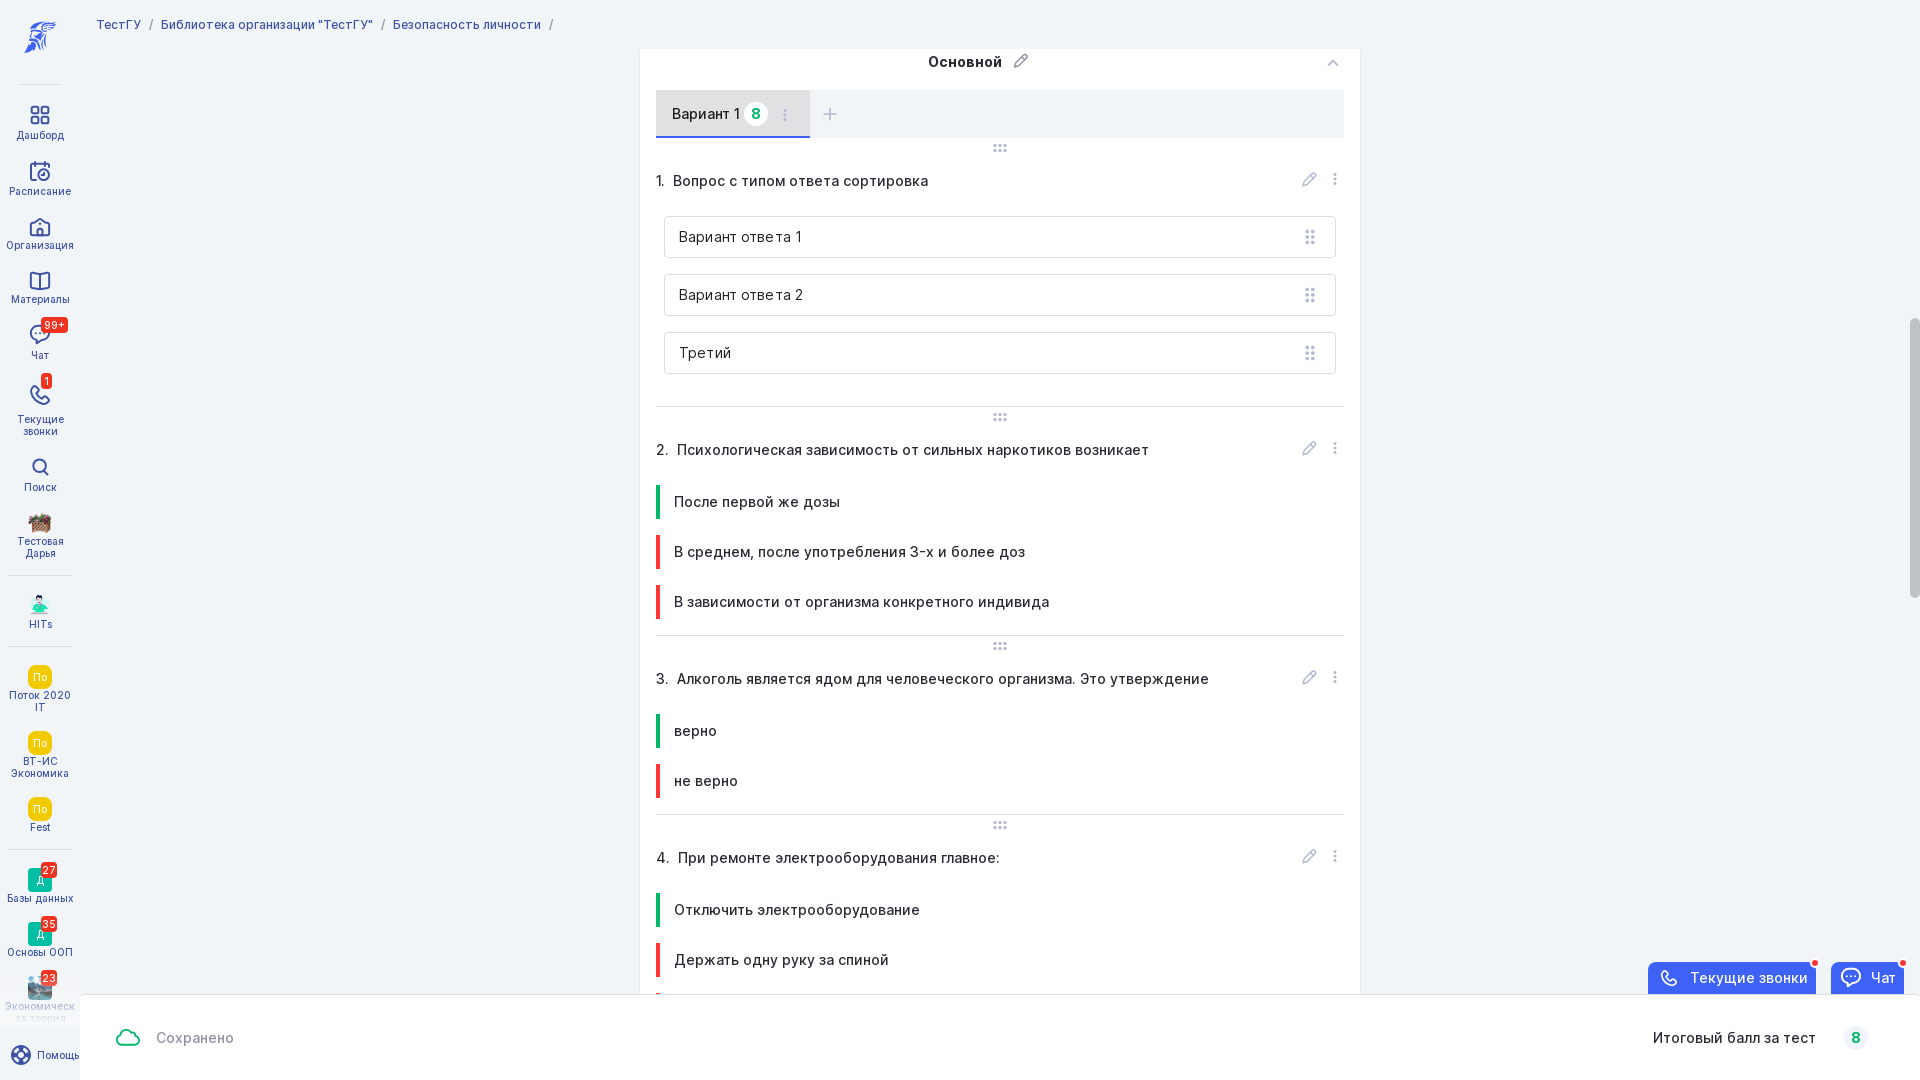 ТестГУ / Библиотека организации "ТестГУ" / Безопасность личности /
Дашборд
Расписание
Организация
Материалы
99+
Чат
1
Текущие
звонки
Поиск
Тестовая
Дарья
HITs
По
Поток 2020
IT
По
ВТ-ИС
Экономика
По
Fest
27
Д
Базы данных
35
Д
Основы ООП
23
Экономическ
ая теория
Помощь
Основной
Вариант 1 8
1. Вопрос с типом ответа сортировка
Вариант ответа 1
Вариант ответа 2
Третий
2. Психологическая зависимость от сильных наркотиков возникает
После первой же дозы
В среднем, после употребления 3-х и более доз
В зависимости от организма конкретного индивида
3. Алкоголь является ядом для человеческого организма. Это утверждение
верно
не верно
4. При ремонте электрооборудования главное:
Отключить электрооборудование
Держать одну руку за спиной
Текущие звонки
Чат
Сохранено
Итоговый балл за тест 8